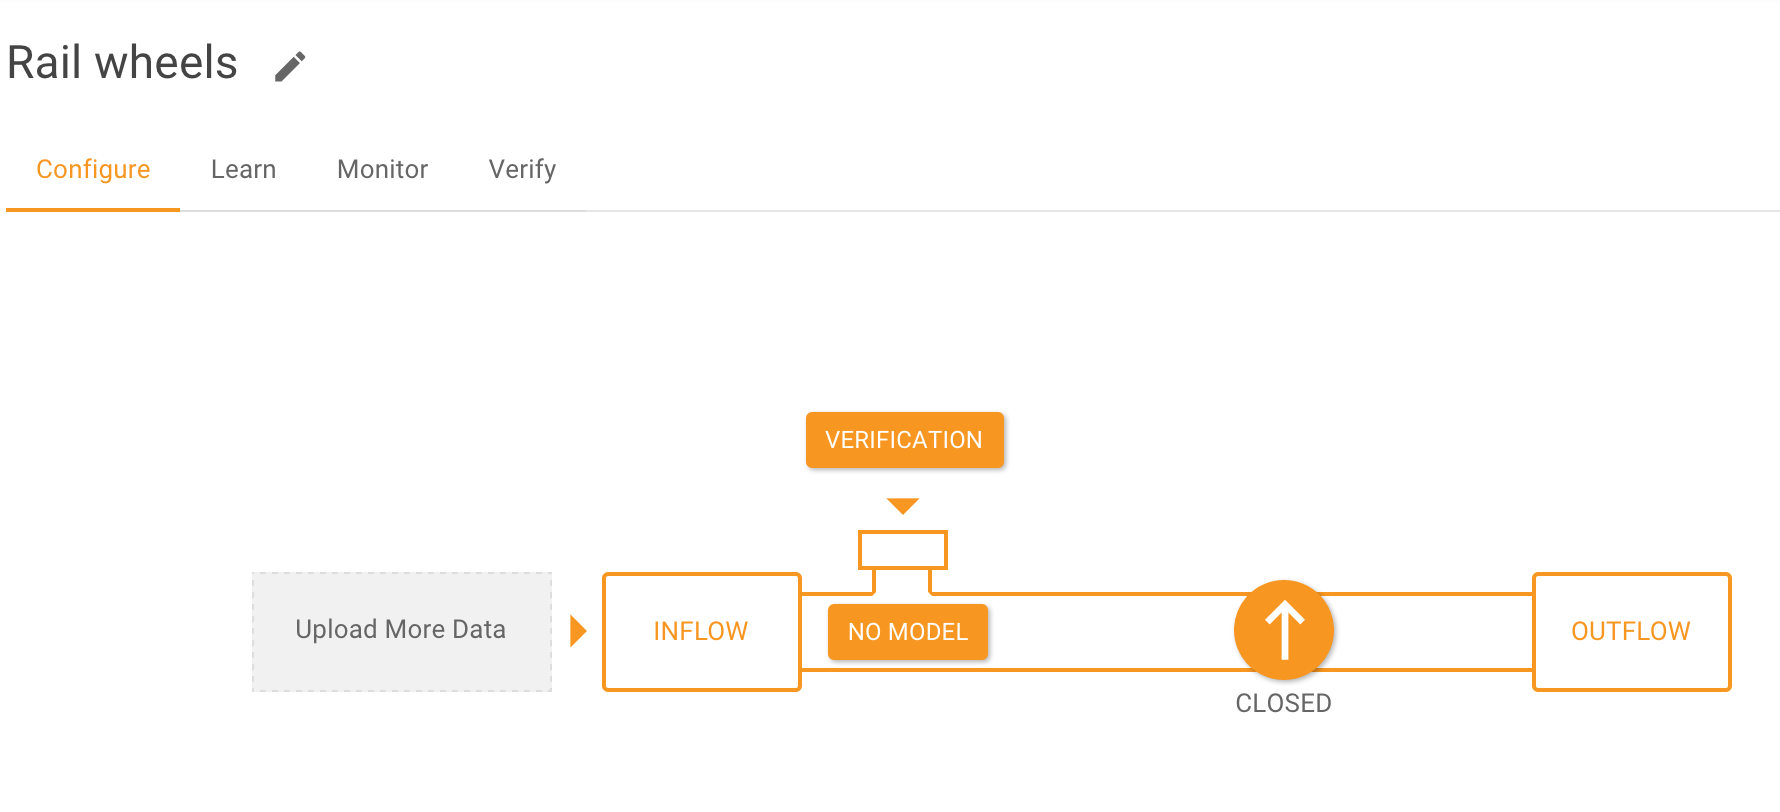 Rail wheels
Configure Learn Monitor Verify
VERIFICATION
Upload More Data
INFLOW
NO MODEL
OUTFLOW
CLOSED